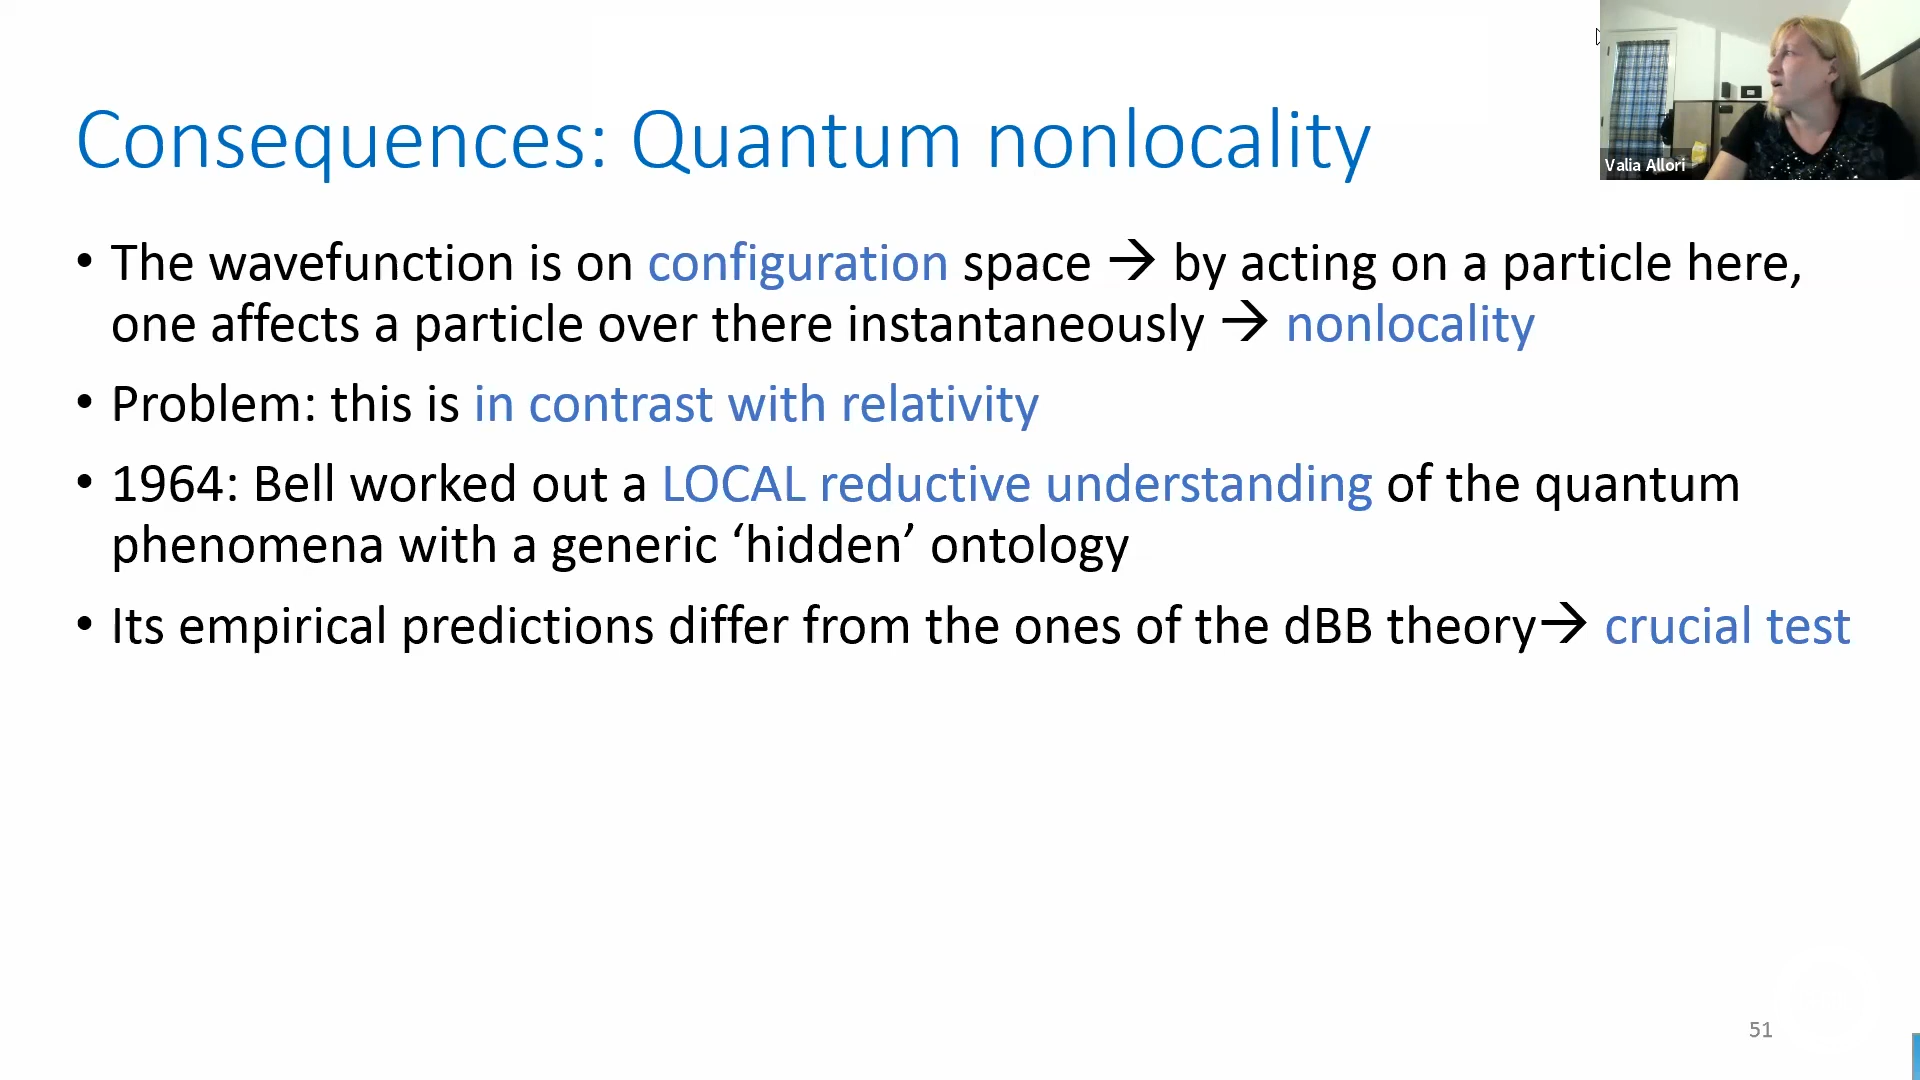 Consequences: Quantum nonlocality
Valia Allori
• The wavefunction is on configuration space → by acting on a particle here,
one affects a particle over there instantaneously → nonlocality
• Problem: this is in contrast with relativity
• 1964: Bell worked out a LOCAL reductive understanding of the quantum
phenomena with a generic ‘hidden’ ontology
• Its empirical predictions differ from the ones of the dBB theory→ crucial test
51